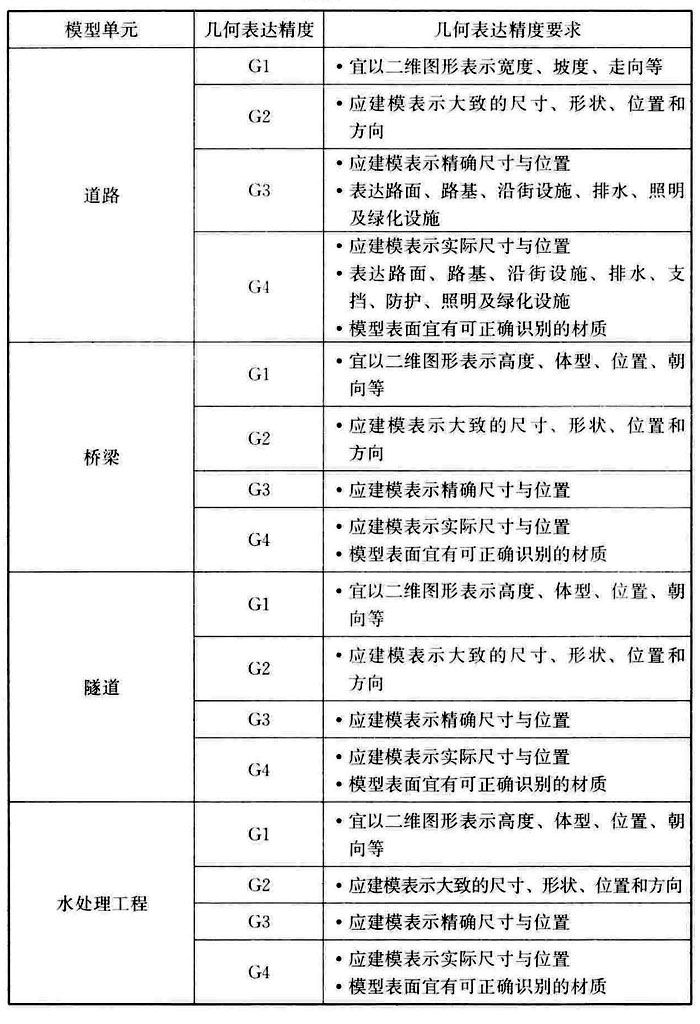 模型单元 几何表达精度 几何表达精度要求
道路
G1
·宜以二维图形表示宽度、坡度、走向等
G2
·应建模表示大致的尺寸、形状、位置和
方向
G3
·应建模表示精确尺寸与位置
·表达路面、路基、沿街设施、排水、照明
及绿化设施
G4
·应建模表示实际尺寸与位置
·表达路面、路基、沿街设施、排水、支
挡、防护、照明及绿化设施
·模型表面宜有可正确识别的材质
桥梁
G1
·宜以二维图形表示高度、体型、位置、朝
向等
G2
·应建模表示大致的尺寸、形状、位置和
方向
G3
·应建模表示精确尺寸与位置
G4
·应建模表示实际尺寸与位置
·模型表面宜有可正确识别的材质
隧道
G1
·宜以二维图形表示高度、体型、位置、朝
向等
G2
·应建模表示大致的尺寸、形状、位置和
方向
G3
·应建模表示精确尺寸与位置
G4
·应建模表示实际尺寸与位置
·模型表面宜有可正确识别的材质
水处理工程
G1
·宜以二维图形表示高度、体型、位置、朝
向等
G2
·应建模表示大致的尺寸、形状、位置和方向
G3
·应建模表示精确尺寸与位置
G4
·应建模表示实际尺寸与位置
·模型表面宜有可正确识别的材质